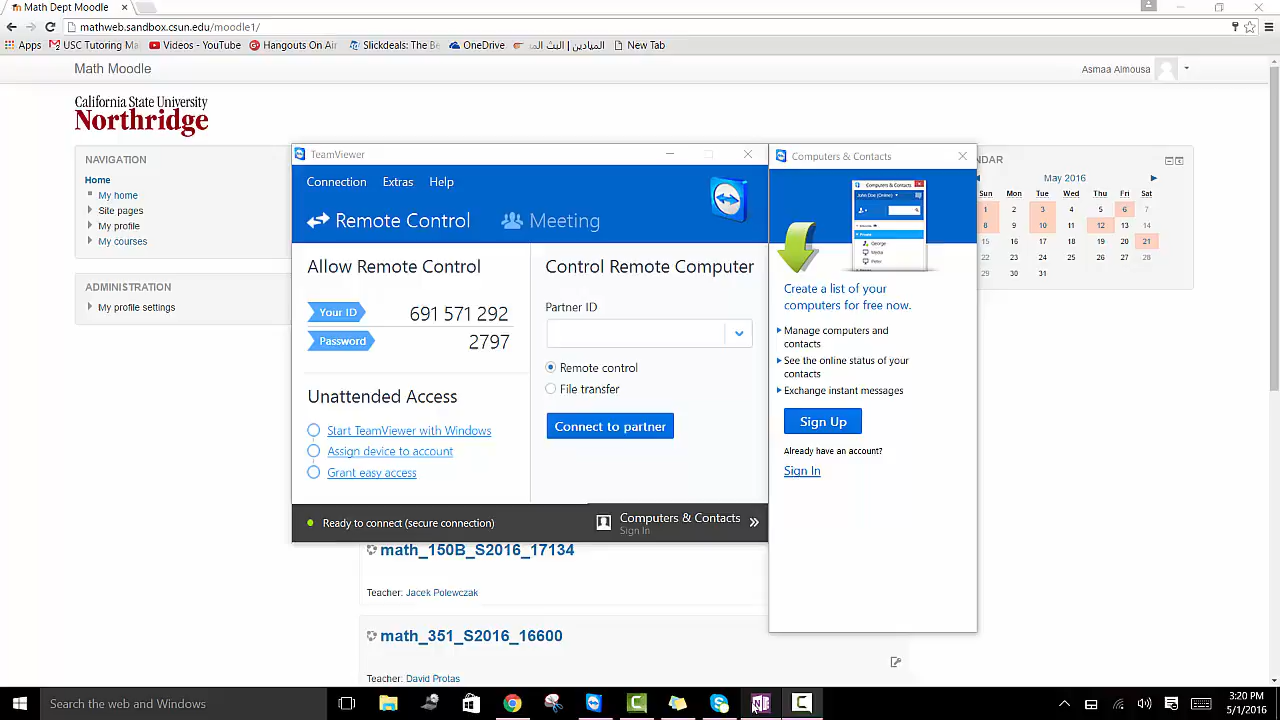 Math Dept Moodle
mathweb.sandbox.csun.edu/moodle1/
Apps
USC Tutoring Ma
Videos - YouTube
Hangouts On Air
Slickdeals: The Be
OneDrive
الميادين | البث الما
New Tab
Math Moodle
Asmaa Almousa
California State University
Northridge
NAVIGATION
Home
My home
Site pages
My profile
My courses
ADMINISTRATION
My profile settings
TeamViewer
Connection Extras Help
Remote Control
Meeting
Allow Remote Control
Your ID 691 571 292
Password 2797
Unattended Access
Start TeamViewer with Windows
Assign device to account
Grant easy access
Control Remote Computer
Partner ID
Remote control
File transfer
Connect to partner
Ready to connect (secure connection)
Computers & Contacts
Sign In
Computers & Contacts
Computers & Contacts
George
Media
Peter
Create a list of your
computers for free now.
Manage computers and
contacts
See the online status of your
contacts
Exchange instant messages
Sign Up
Already have an account?
Sign In
NDAR
May 2016
Sun Mon Tue Wed Thu Fri Sat
1 2 3 4 5 6 7
8 9 10 11 12 13 14
15 16 17 18 19 20 21
22 23 24 25 26 27 28
29 30 31
math_150B_S2016_17134
Teacher: Jacek Polewczak
math_351_S2016_16600
Teacher: David Protas
Search the web and Windows
3:20 PM
5/1/2016